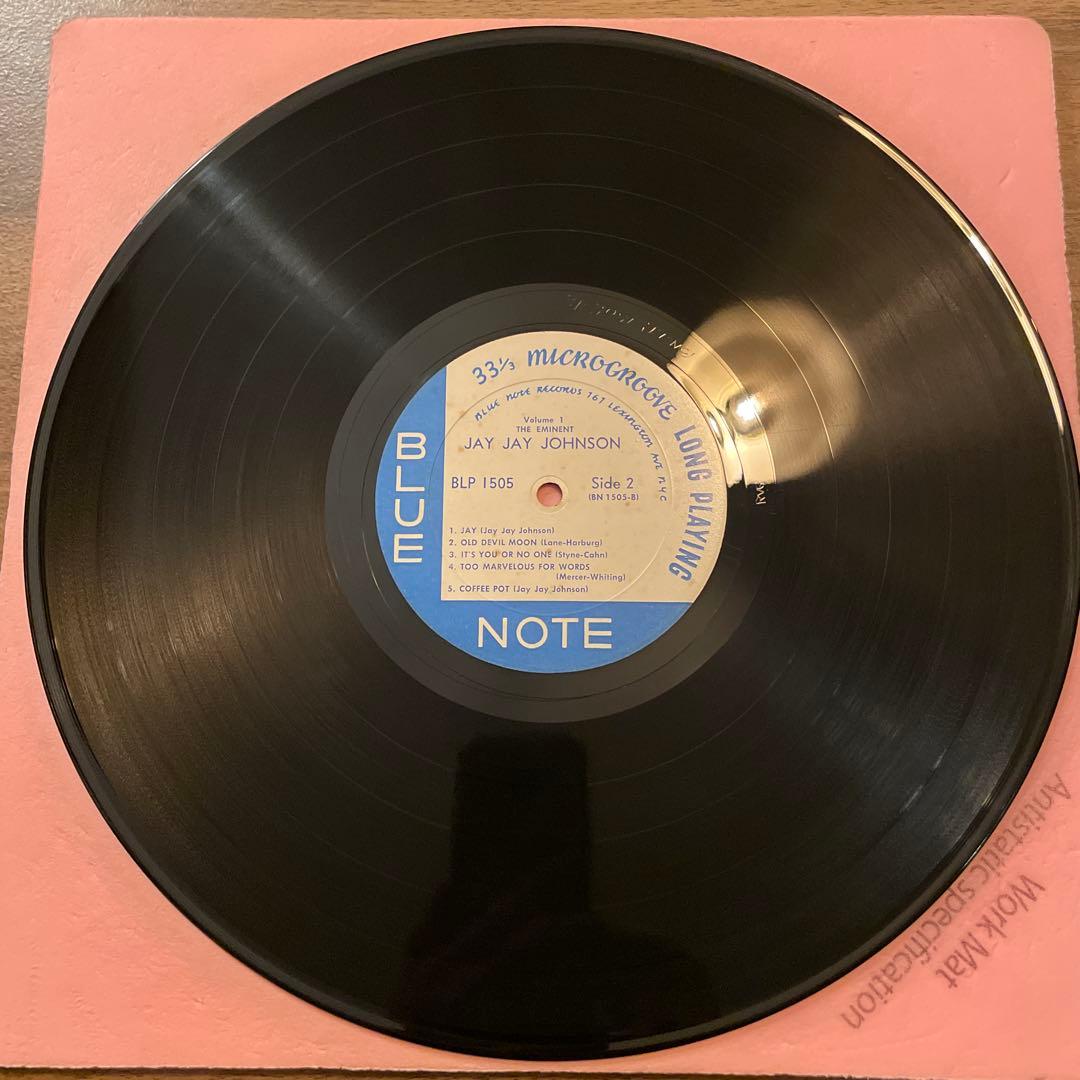 33⅓ MICROGROOVE LONG PLAYING
BLUE NOTE RECORDS 767 LEXINGTON AVE NYC
Volume 1
THE EMINENT
JAY JAY JOHNSON
BLP 1505
Side 2
(BN 1505-B)
1. JAY (Jay Jay Johnson)
2. OLD DEVIL MOON (Lane-Harburg)
3. IT'S YOU OR NO ONE (Styne-Cahn)
4. TOO MARVELOUS FOR WORDS
(Mercer-Whiting)
5. COFFEE POT (Jay Jay Johnson)
BLUE
NOTE
Work Mat
Antistatic specification